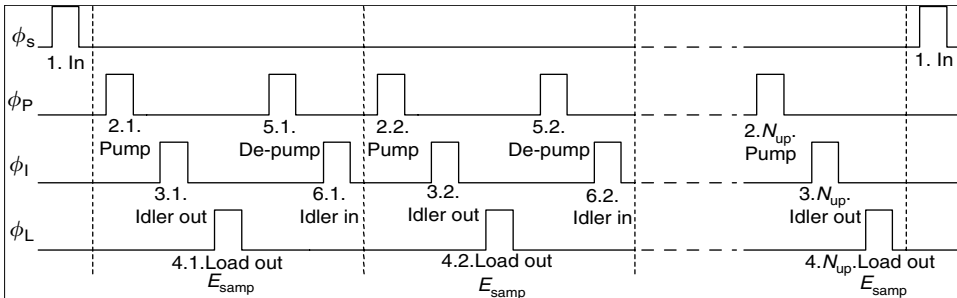 ϕs
1. In
1. In
ϕP
2.1.
Pump
5.1.
De-pump
2.2.
Pump
5.2.
De-pump
2.Nup.
Pump
ϕI
3.1.
Idler out
6.1.
Idler in
3.2.
Idler out
6.2.
Idler in
3.Nup.
Idler out
ϕL
4.1.Load out
Esamp
4.2.Load out
Esamp
4.Nup.Load out
Esamp